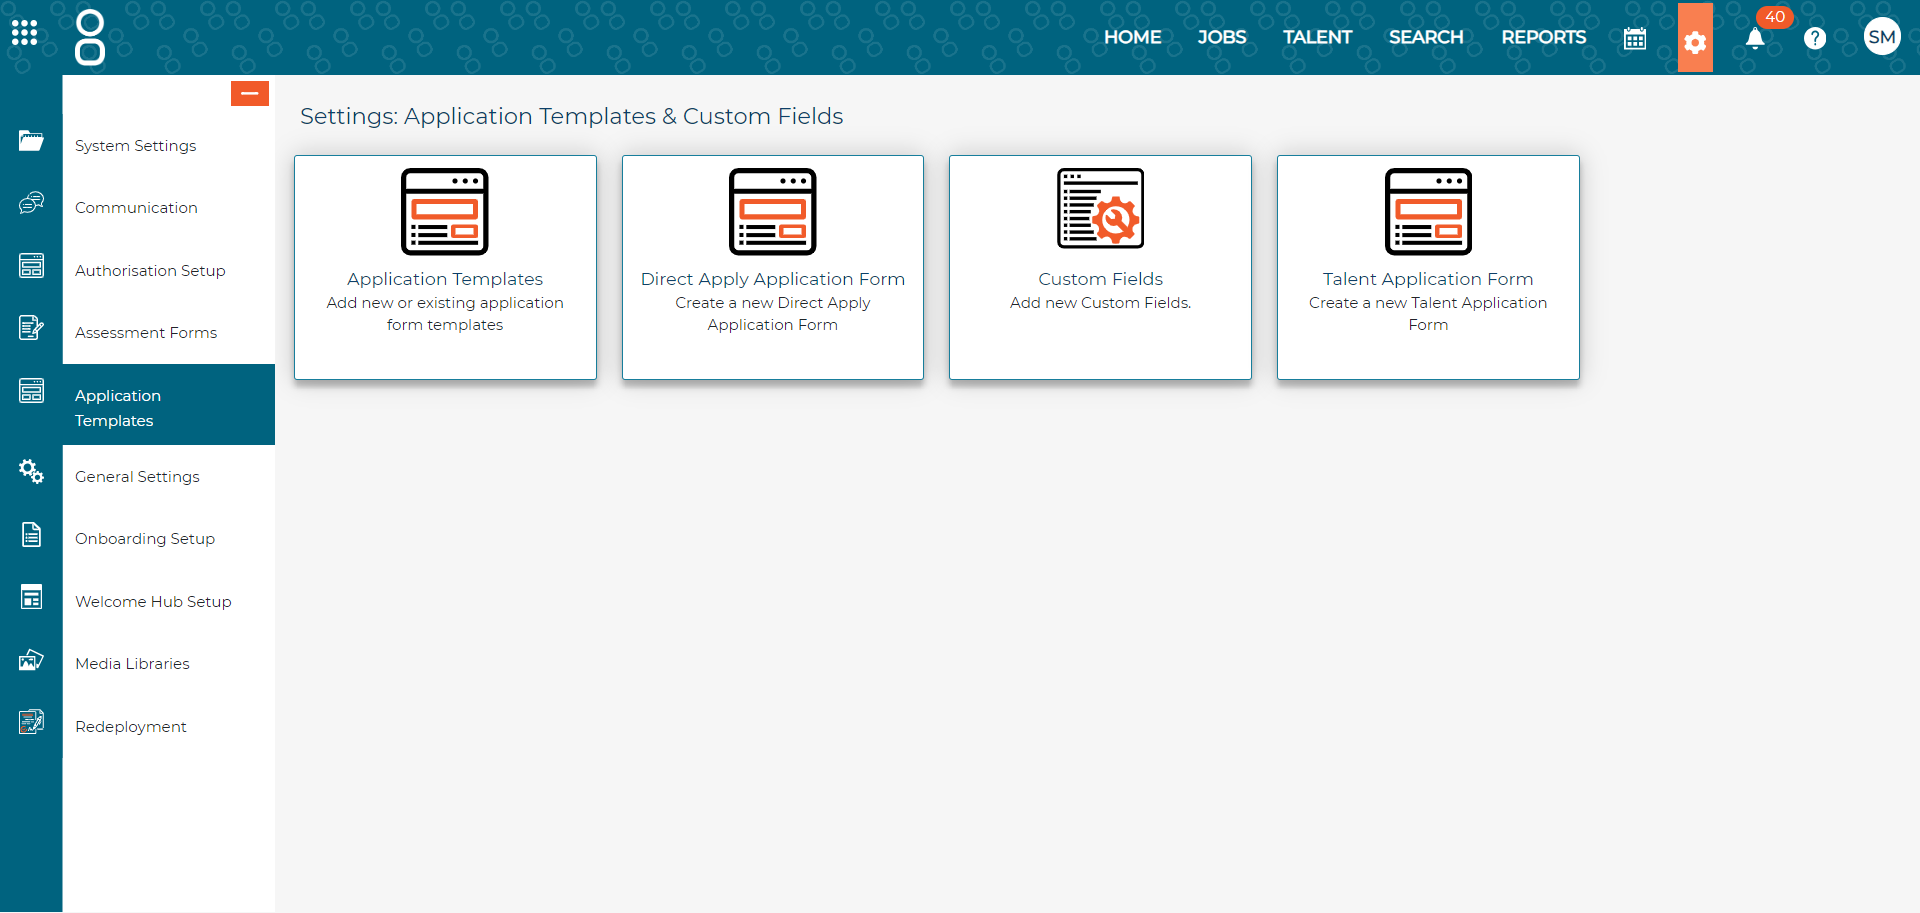 HOME
JOBS
TALENT
SEARCH
REPORTS
40
SM
System Settings
Communication
Authorisation Setup
Assessment Forms
Application
Templates
General Settings
Onboarding Setup
Welcome Hub Setup
Media Libraries
Redeployment
Settings: Application Templates & Custom Fields
Application Templates
Add new or existing application
form templates
Direct Apply Application Form
Create a new Direct Apply
Application Form
Custom Fields
Add new Custom Fields.
Talent Application Form
Create a new Talent Application
Form